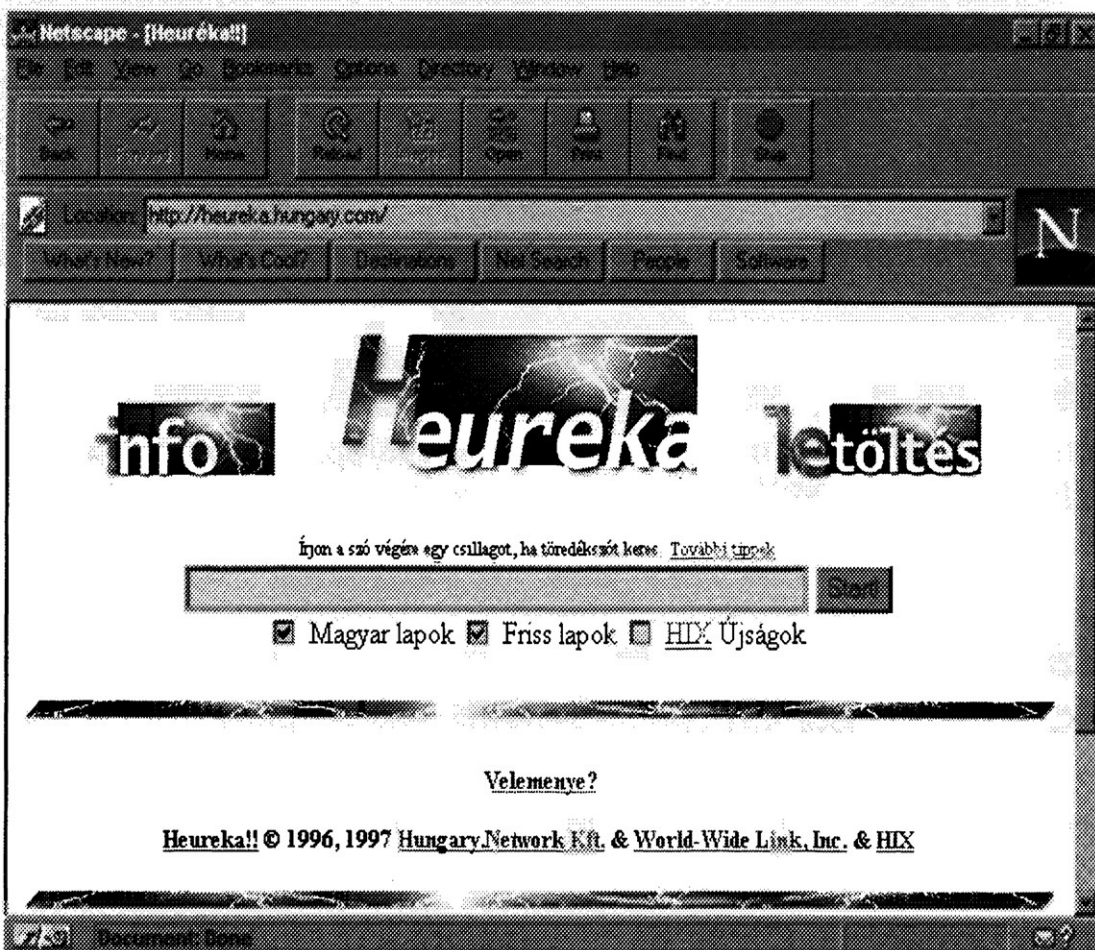 Netscape - [Heuréka!!]
File Edit View Go Bookmarks Options Directory Window Help
Back Forward Home Reload Images Open Print Find Stop
Location: http://heureka.hungary.com/
What's New? What's Cool? Destinations Net Search People Software
N
info Heureka letöltés
Írjon a szó végére egy csillagot, ha töredékszót keres. További tippek
Start!
Magyar lapok Friss lapok HIX Újságok
Velemenye?
Heureka!! © 1996, 1997 Hungary.Network Kft. & World-Wide Link, Inc. & HIX
Document: Done